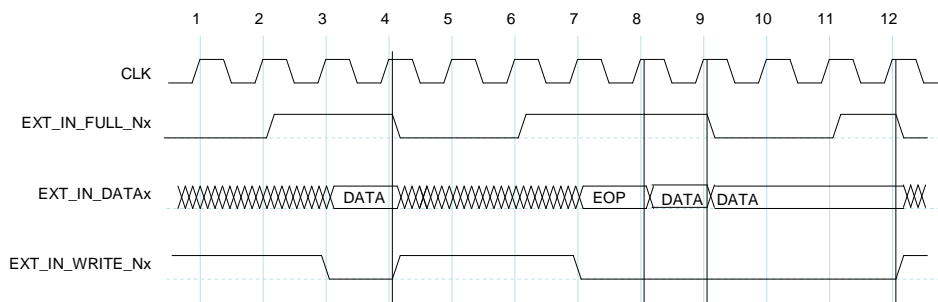 1 2 3 4 5 6 7 8 9 10 11 12
CLK
EXT_IN_FULL_Nx
EXT_IN_DATAx DATA EOP DATA DATA
EXT_IN_WRITE_Nx